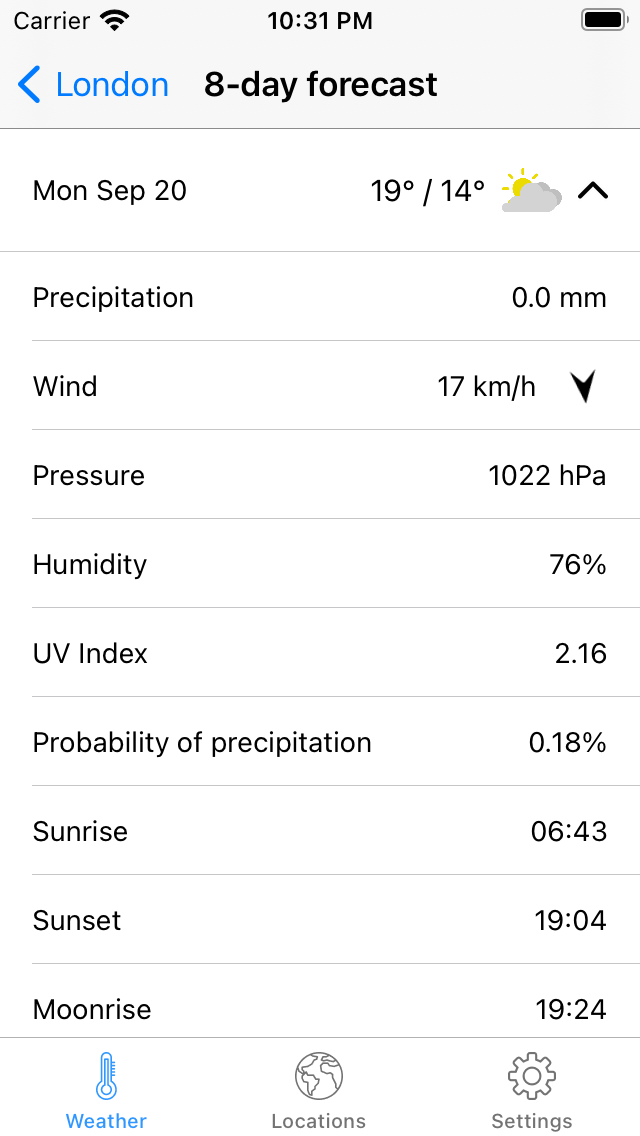 Carrier 10:31 PM
London 8-day forecast
Mon Sep 20 19° / 14°
Precipitation 0.0 mm
Wind 17 km/h
Pressure 1022 hPa
Humidity 76%
UV Index 2.16
Probability of precipitation 0.18%
Sunrise 06:43
Sunset 19:04
Moonrise 19:24
Weather Locations Settings